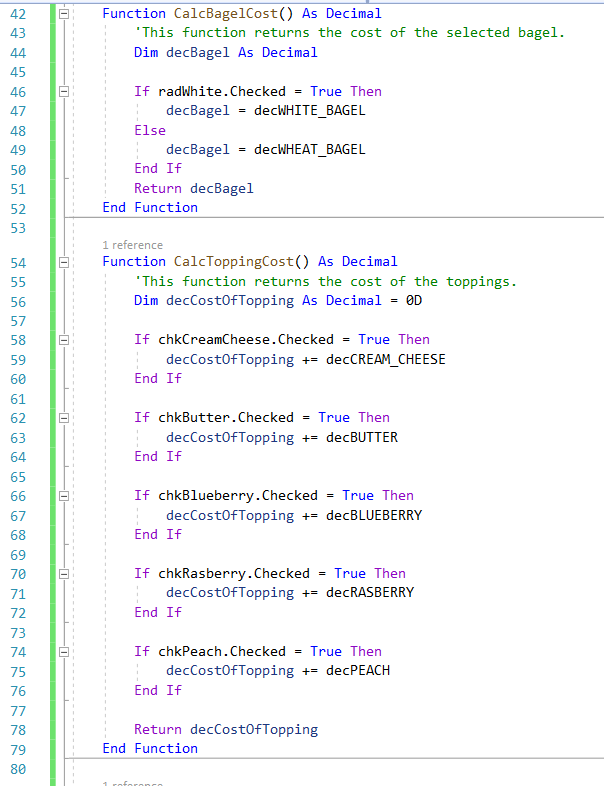 42 Function CalcBagelCost() As Decimal
43 'This function returns the cost of the selected bagel.
44 Dim decBagel As Decimal
45
46 If radWhite.Checked = True Then
47 decBagel = decWHITE_BAGEL
48 Else
49 decBagel = decWHEAT_BAGEL
50 End If
51 Return decBagel
52 End Function
53
1 reference
54 Function CalcToppingCost() As Decimal
55 'This function returns the cost of the toppings.
56 Dim decCostOfTopping As Decimal = 0D
57
58 If chkCreamCheese.Checked = True Then
59 decCostOfTopping += decCREAM_CHEESE
60 End If
61
62 If chkButter.Checked = True Then
63 decCostOfTopping += decBUTTER
64 End If
65
66 If chkBlueberry.Checked = True Then
67 decCostOfTopping += decBLUEBERRY
68 End If
69
70 If chkRasberry.Checked = True Then
71 decCostOfTopping += decRASBERRY
72 End If
73
74 If chkPeach.Checked = True Then
75 decCostOfTopping += decPEACH
76 End If
77
78 Return decCostOfTopping
79 End Function
80
1 reference